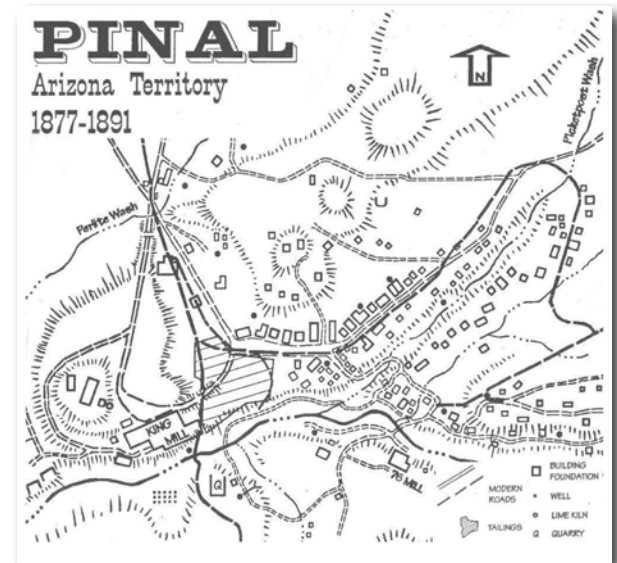 PINAL
Arizona Territory
1877-1891
N
Picketpost Wash
Perlite Wash
KING
MILL
Q
76 MILL
MODERN
ROADS
TAILINGS
BUILDING
FOUNDATION
WELL
LIME KILN
Q QUARRY